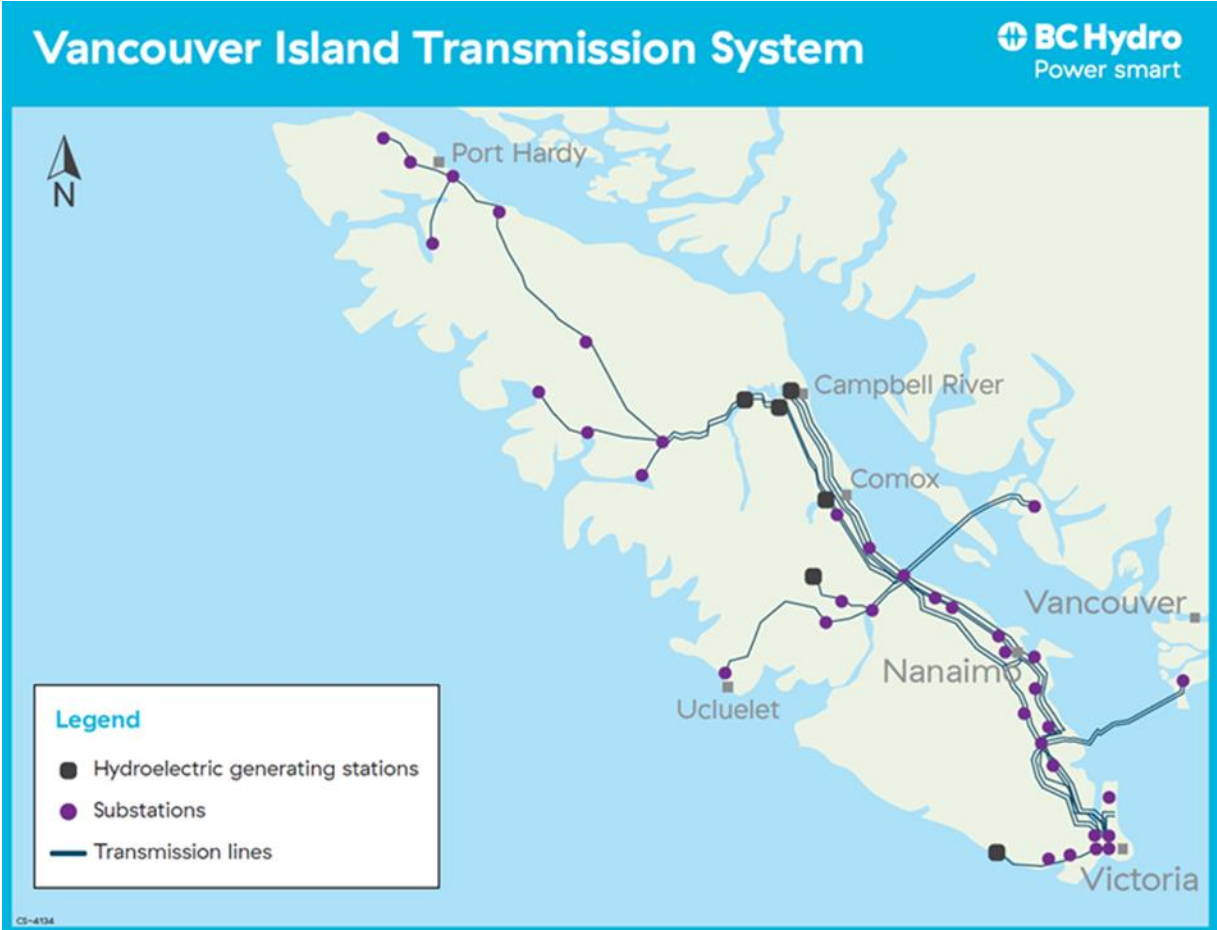 Vancouver Island Transmission System
BC Hydro
Power smart
N
Port Hardy
Campbell River
Comox
Vancouver
Nanaimo
Ucluelet
Victoria
Legend
Hydroelectric generating stations
Substations
Transmission lines
CS-4134